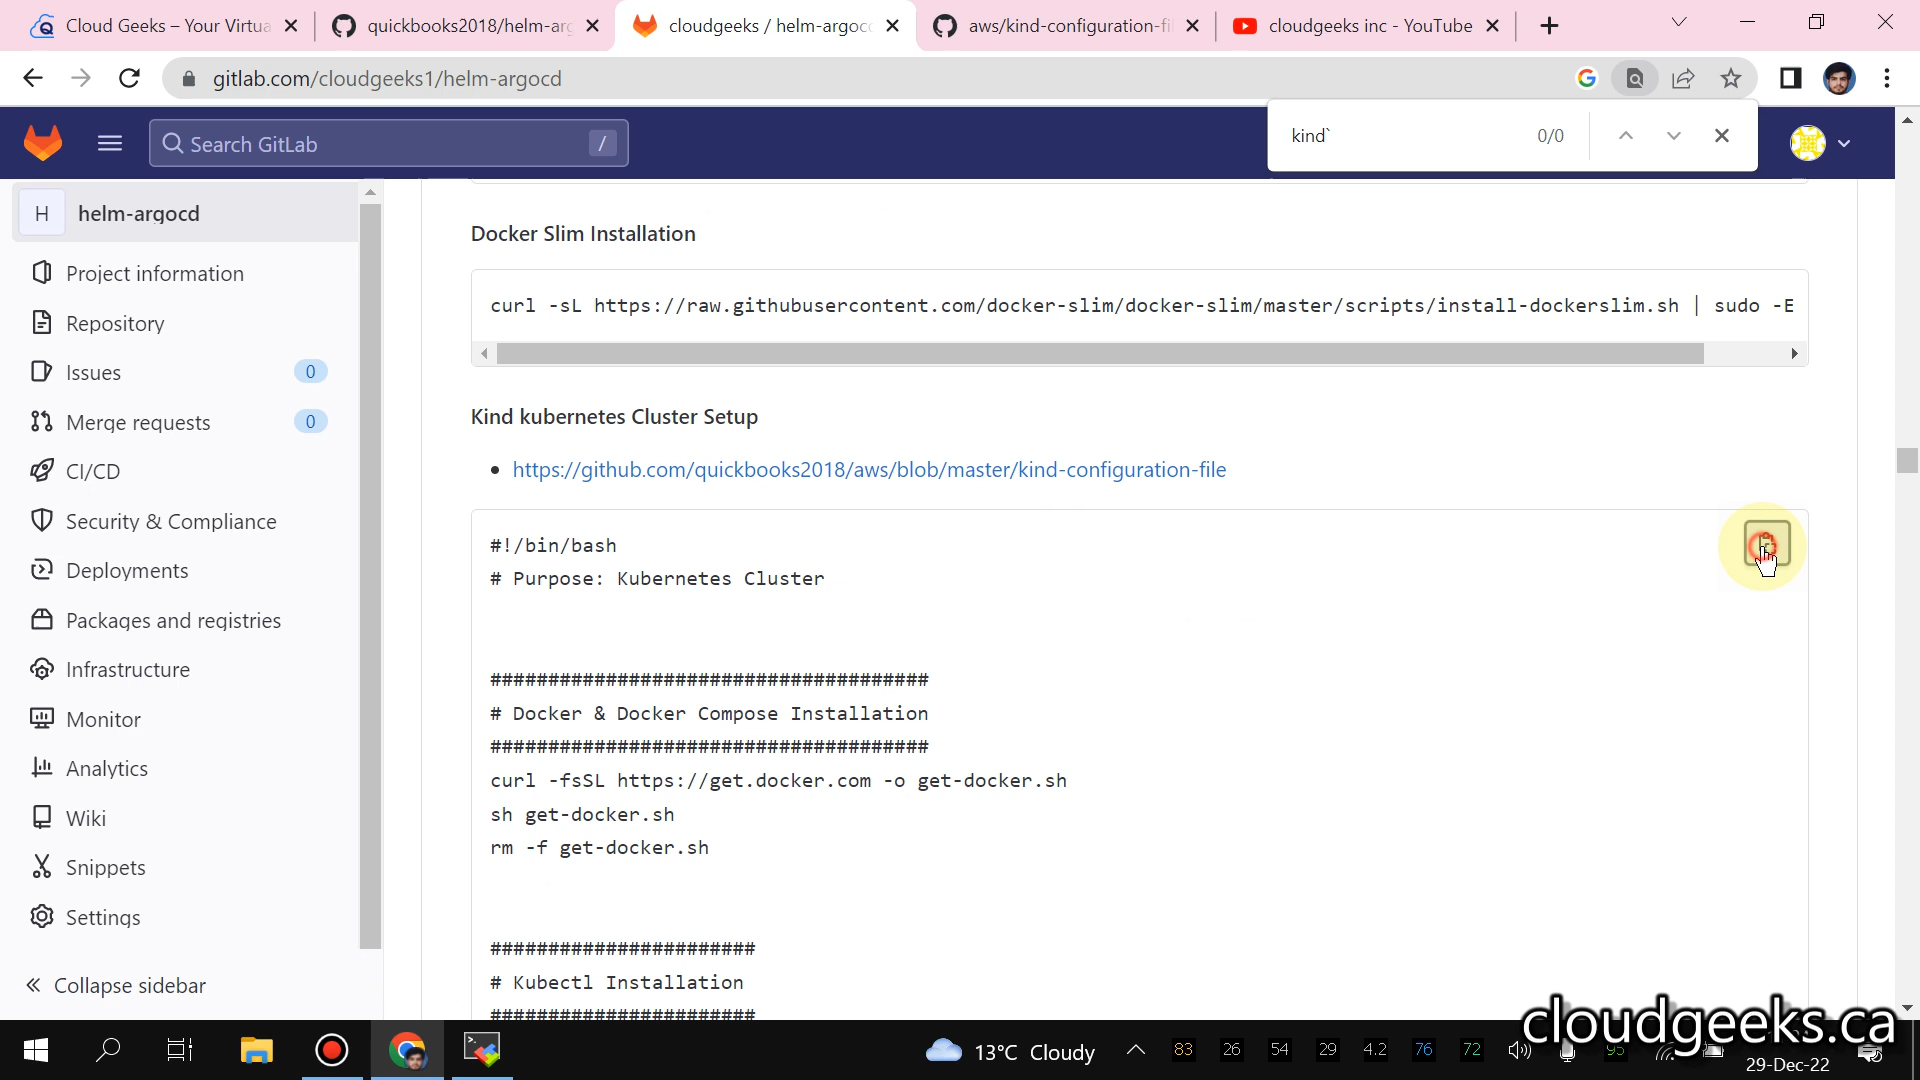 Cloud Geeks – Your Virtua
quickbooks2018/helm-arg
cloudgeeks / helm-argocd
aws/kind-configuration-fi
cloudgeeks inc - YouTube
gitlab.com/cloudgeeks1/helm-argocd
kind`
0/0
Search GitLab
/
H
helm-argocd
Project information
Repository
Issues
0
Merge requests
0
CI/CD
Security & Compliance
Deployments
Packages and registries
Infrastructure
Monitor
Analytics
Wiki
Snippets
Settings
Collapse sidebar
Docker Slim Installation
curl -sL https://raw.githubusercontent.com/docker-slim/docker-slim/master/scripts/install-dockerslim.sh | sudo -E
Kind kubernetes Cluster Setup
https://github.com/quickbooks2018/aws/blob/master/kind-configuration-file
#!/bin/bash
# Purpose: Kubernetes Cluster
######################################
# Docker & Docker Compose Installation
######################################
curl -fsSL https://get.docker.com -o get-docker.sh
sh get-docker.sh
rm -f get-docker.sh
#######################
# Kubectl Installation
#######################
13°C Cloudy
83
26
54
29
4.2
76
72
95
29-Dec-22
cloudgeeks.ca